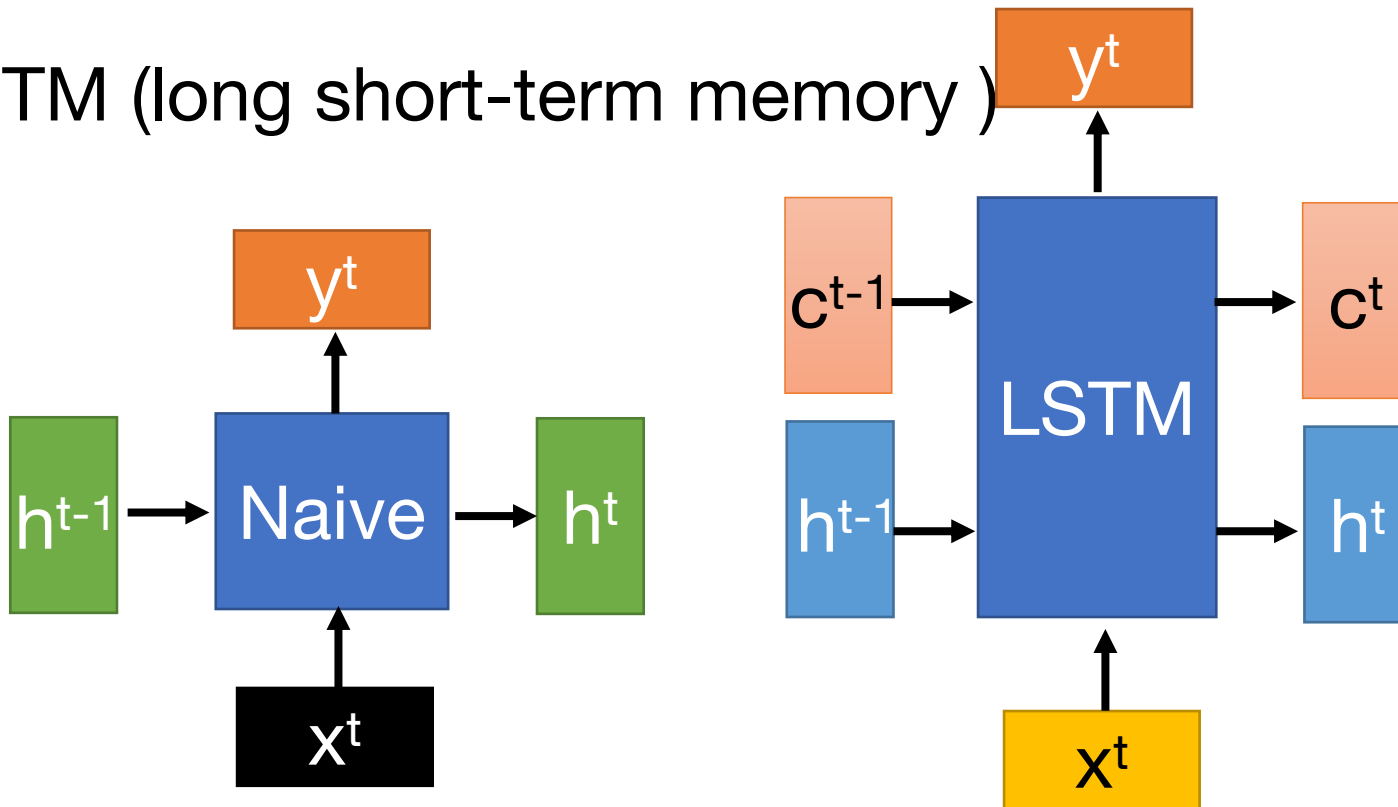 TM (long short-term memory )
yᵗ
yᵗ
cᵗ⁻¹
cᵗ
LSTM
hᵗ⁻¹
Naive
hᵗ
hᵗ⁻¹
hᵗ
xᵗ
xᵗ